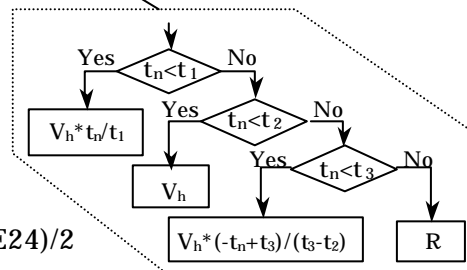 Yes t_n<t_1 No
V_h*t_n/t_1
Yes t_n<t_2 No
V_h
Yes t_n<t_3 No
V_h*(-t_n+t_3)/(t_3-t_2)
R
E24)/2